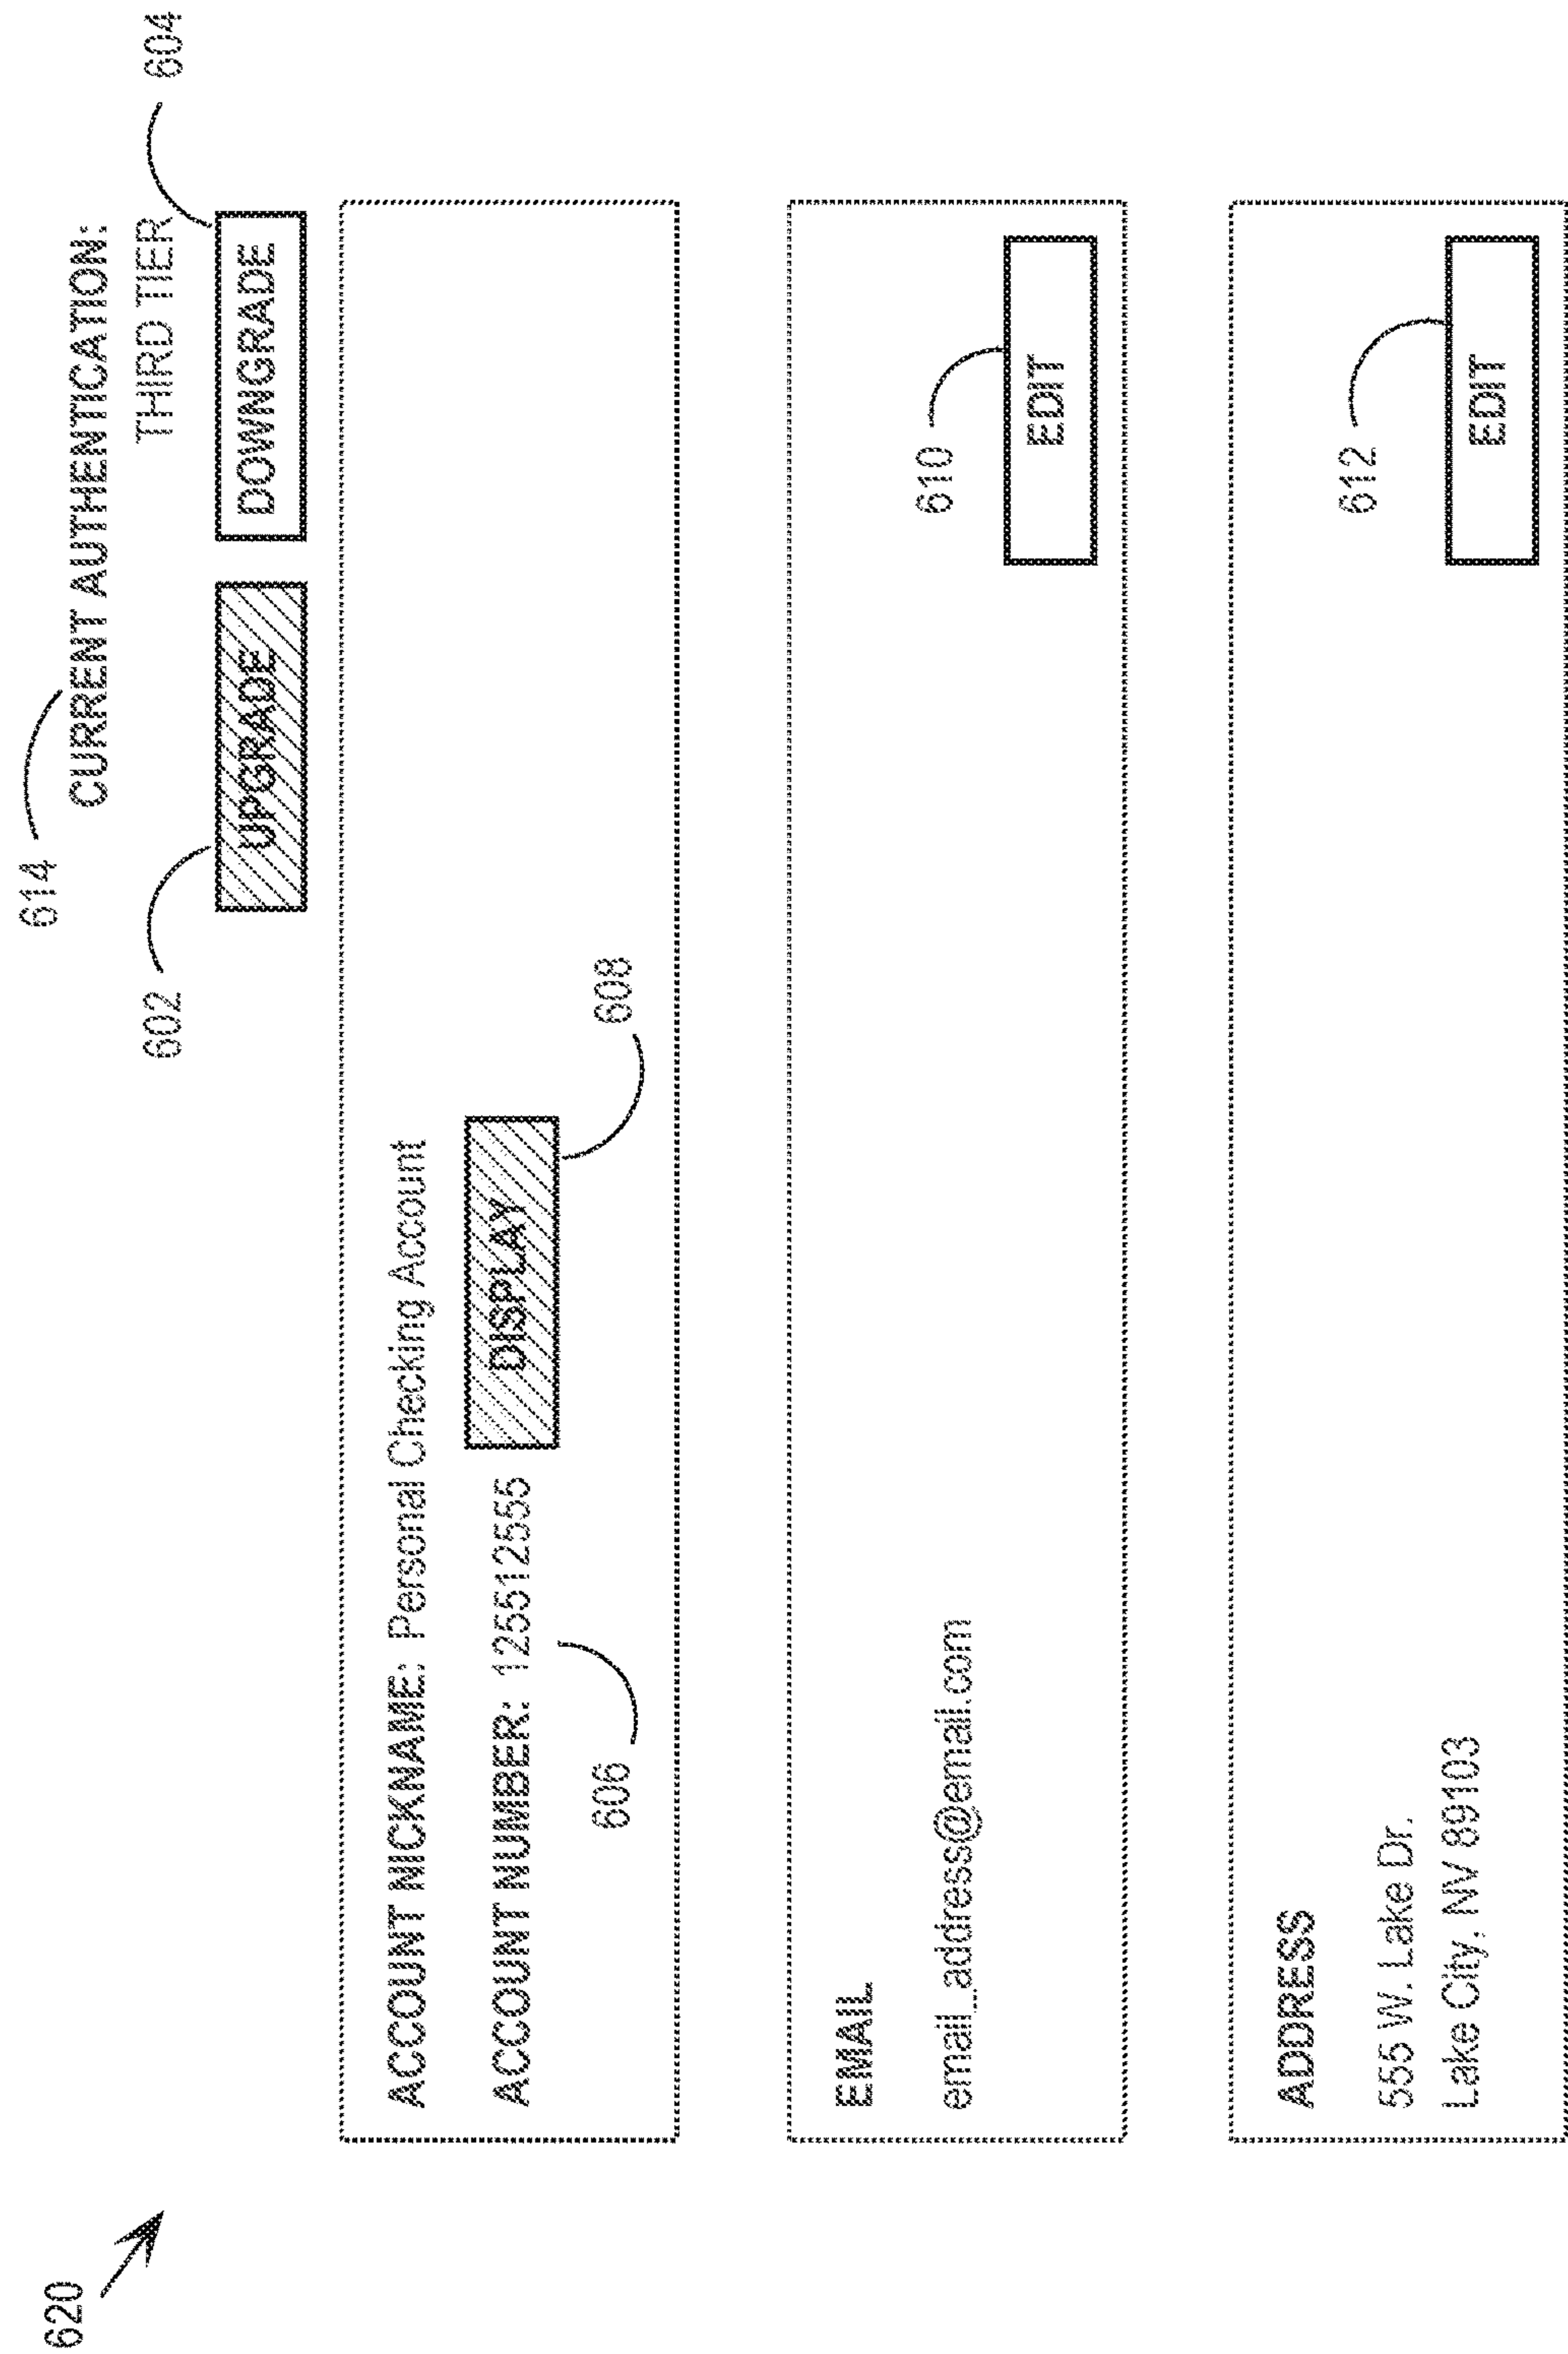 620
614
CURRENT AUTHENTICATION:
THIRD TIER
602
604
UPGRADE
DOWNGRADE
ACCOUNT NICKNAME: Personal Checking Account
ACCOUNT NUMBER: 125512555
DISPLAY
606
608
EMAIL
email_address@email.com
610
EDIT
ADDRESS
555 W. Lake Dr.
Lake City, NV 89103
612
EDIT